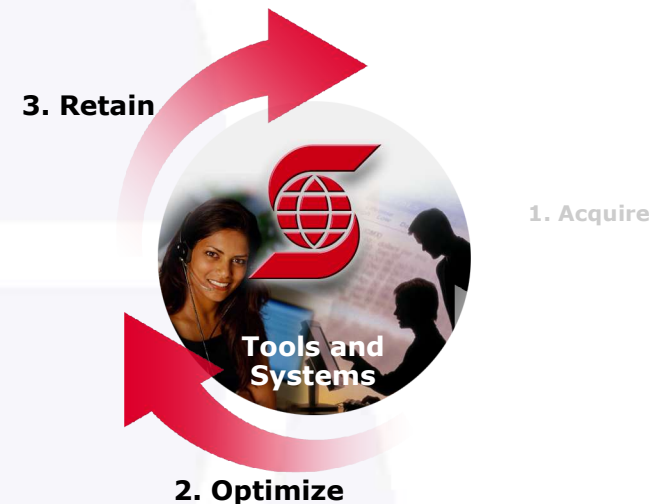 3. Retain
1. Acquire
Tools and
Systems
2. Optimize